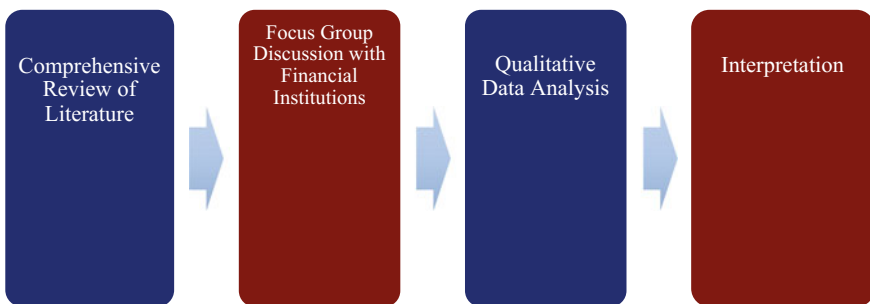 Comprehensive
Review of
Literature
Focus Group
Discussion with
Financial
Institutions
Qualitative
Data Analysis
Interpretation